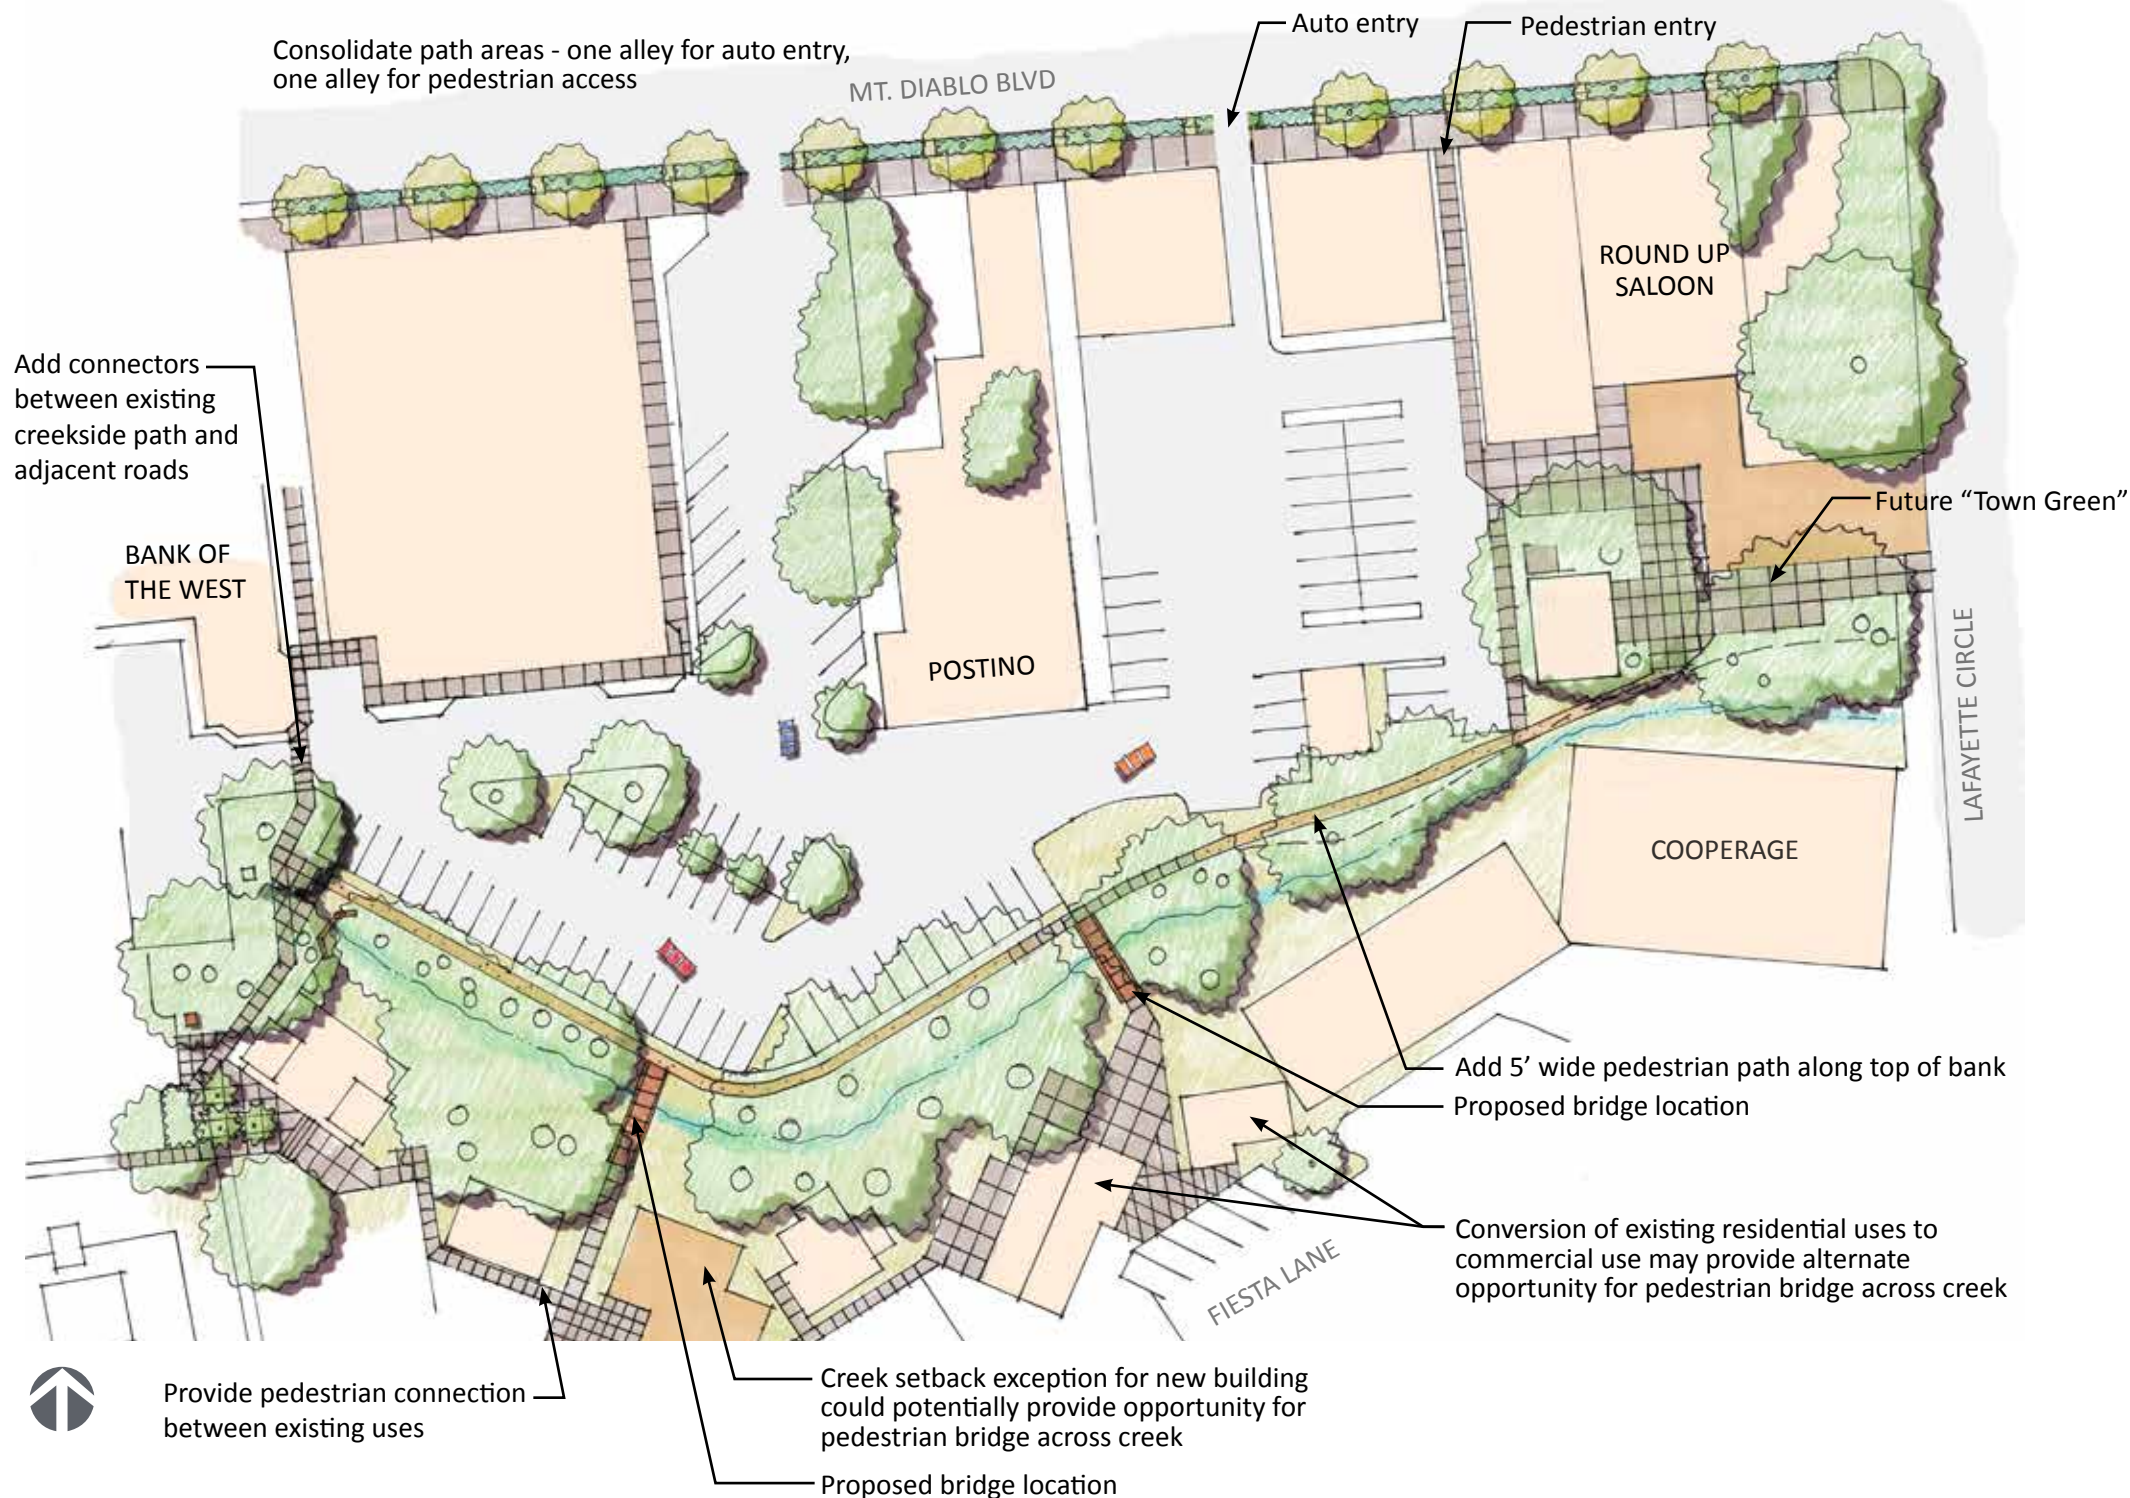 Auto entry
Pedestrian entry
Consolidate path areas - one alley for auto entry,
one alley for pedestrian access
MT. DIABLO BLVD
ROUND UP
SALOON
Add connectors
between existing
creekside path and
adjacent roads
Future “Town Green”
BANK OF
THE WEST
POSTINO
LAFAYETTE CIRCLE
COOPERAGE
Add 5’ wide pedestrian path along top of bank
Proposed bridge location
Conversion of existing residential uses to
commercial use may provide alternate
opportunity for pedestrian bridge across creek
FIESTA LANE
Provide pedestrian connection
between existing uses
Creek setback exception for new building
could potentially provide opportunity for
pedestrian bridge across creek
Proposed bridge location